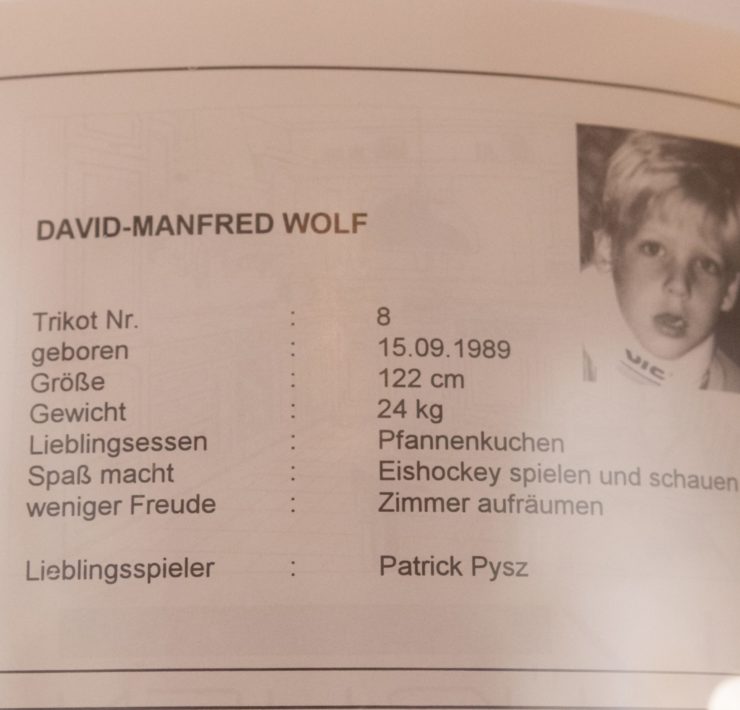 DAVID-MANFRED WOLF
Trikot Nr. : 8
geboren : 15.09.1989
Größe : 122 cm
Gewicht : 24 kg
Lieblingsessen : Pfannenkuchen
Spaß macht : Eishockey spielen und schauen
weniger Freude : Zimmer aufräumen
Lieblingsspieler : Patrick Pysz
VIC